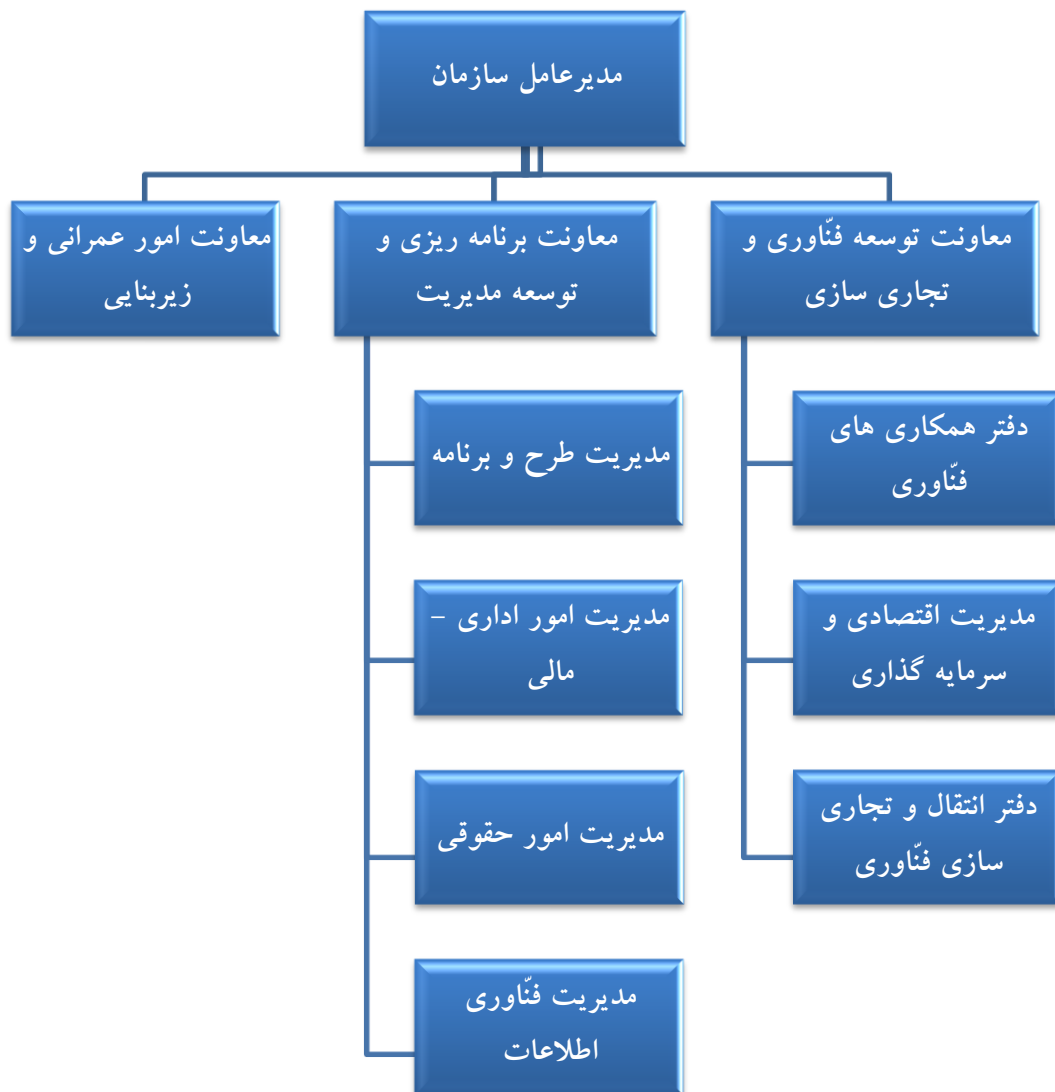 مدیرعامل سازمان
معاونت توسعه فنّاوری و
تجاری سازی
دفتر همکاری های
فنّاوری
مدیریت اقتصادی و
سرمایه گذاری
دفتر انتقال و تجاری
سازی فنّاوری
معاونت برنامه ریزی و
توسعه مدیریت
مدیریت طرح و برنامه
مدیریت امور اداری –
مالی
مدیریت امور حقوقی
مدیریت فنّاوری
اطلاعات
معاونت امور عمرانی و
زیربنایی